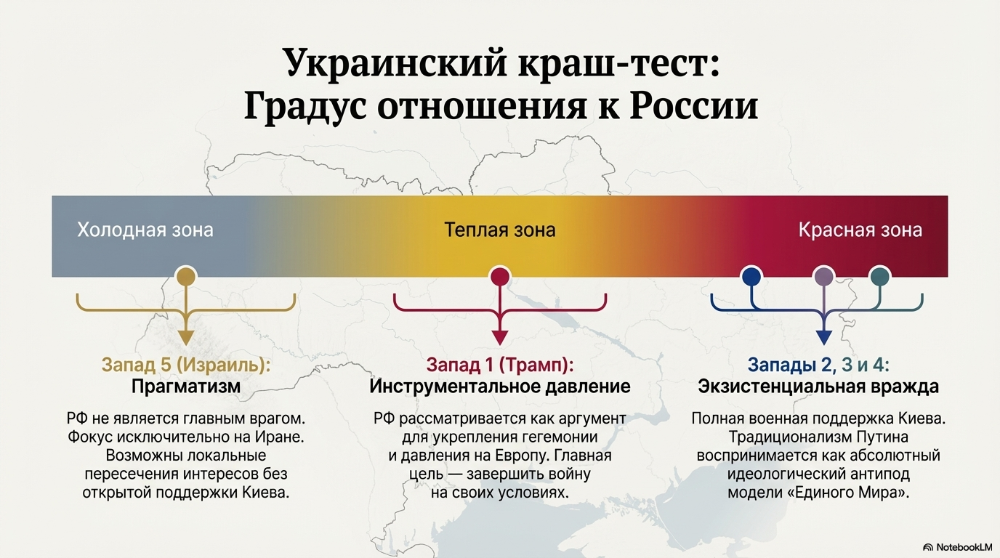 Украинский краш-тест:
Градус отношения к России
Холодная зона
Теплая зона
Красная зона
Запад 5 (Израиль):
Прагматизм
РФ не является главным врагом.
Фокус исключительно на Иране.
Возможны локальные
пересечения интересов без
открытой поддержки Киева.
Запад 1 (Трамп):
Инструментальное давление
РФ рассматривается как аргумент
для укрепления гегемонии
и давления на Европу. Главная
цель — завершить войну
на своих условиях.
Запады 2, 3 и 4:
Экзистенциальная вражда
Полная военная поддержка Киева.
Традиционализм Путина
воспринимается как абсолютный
идеологический антипод
модели «Единого Мира».
NotebookLM